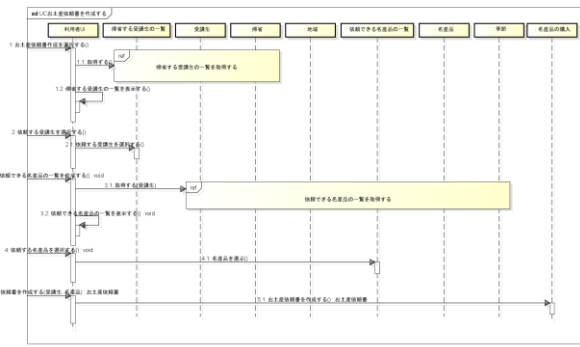 sd UCお土産依頼書を作成する
利用者UI
帰省する受講生の一覧
受講生
帰省
地域
依頼できる名産品の一覧
名産品
季節
名産品の購入
1. お土産依頼書作成を選択する()
ref
1.1. 取得する()
帰省する受講生の一覧を取得する
1.2. 帰省する受講生の一覧を表示する()
2. 依頼する受講生を選択する()
2.1. 依頼する受講生を選択する()
依頼できる名産品の一覧を取得する() : void
3.1. 取得する(受講生)
ref
依頼できる名産品の一覧を取得する
3.2. 依頼できる名産品の一覧を表示する() : void
4. 依頼する名産品を選択する() : void
4.1. 名産品を選ぶ()
依頼書を作成する(受講生, 名産品) : お土産依頼書
5.1. お土産依頼書を作成する() : お土産依頼書